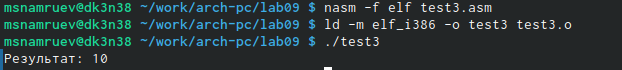 msnamruev@dk3n38 ~/work/arch-pc/lab09 $ nasm -f elf test3.asm
msnamruev@dk3n38 ~/work/arch-pc/lab09 $ ld -m elf_i386 -o test3 test3.o
msnamruev@dk3n38 ~/work/arch-pc/lab09 $ ./test3
Результат: 10